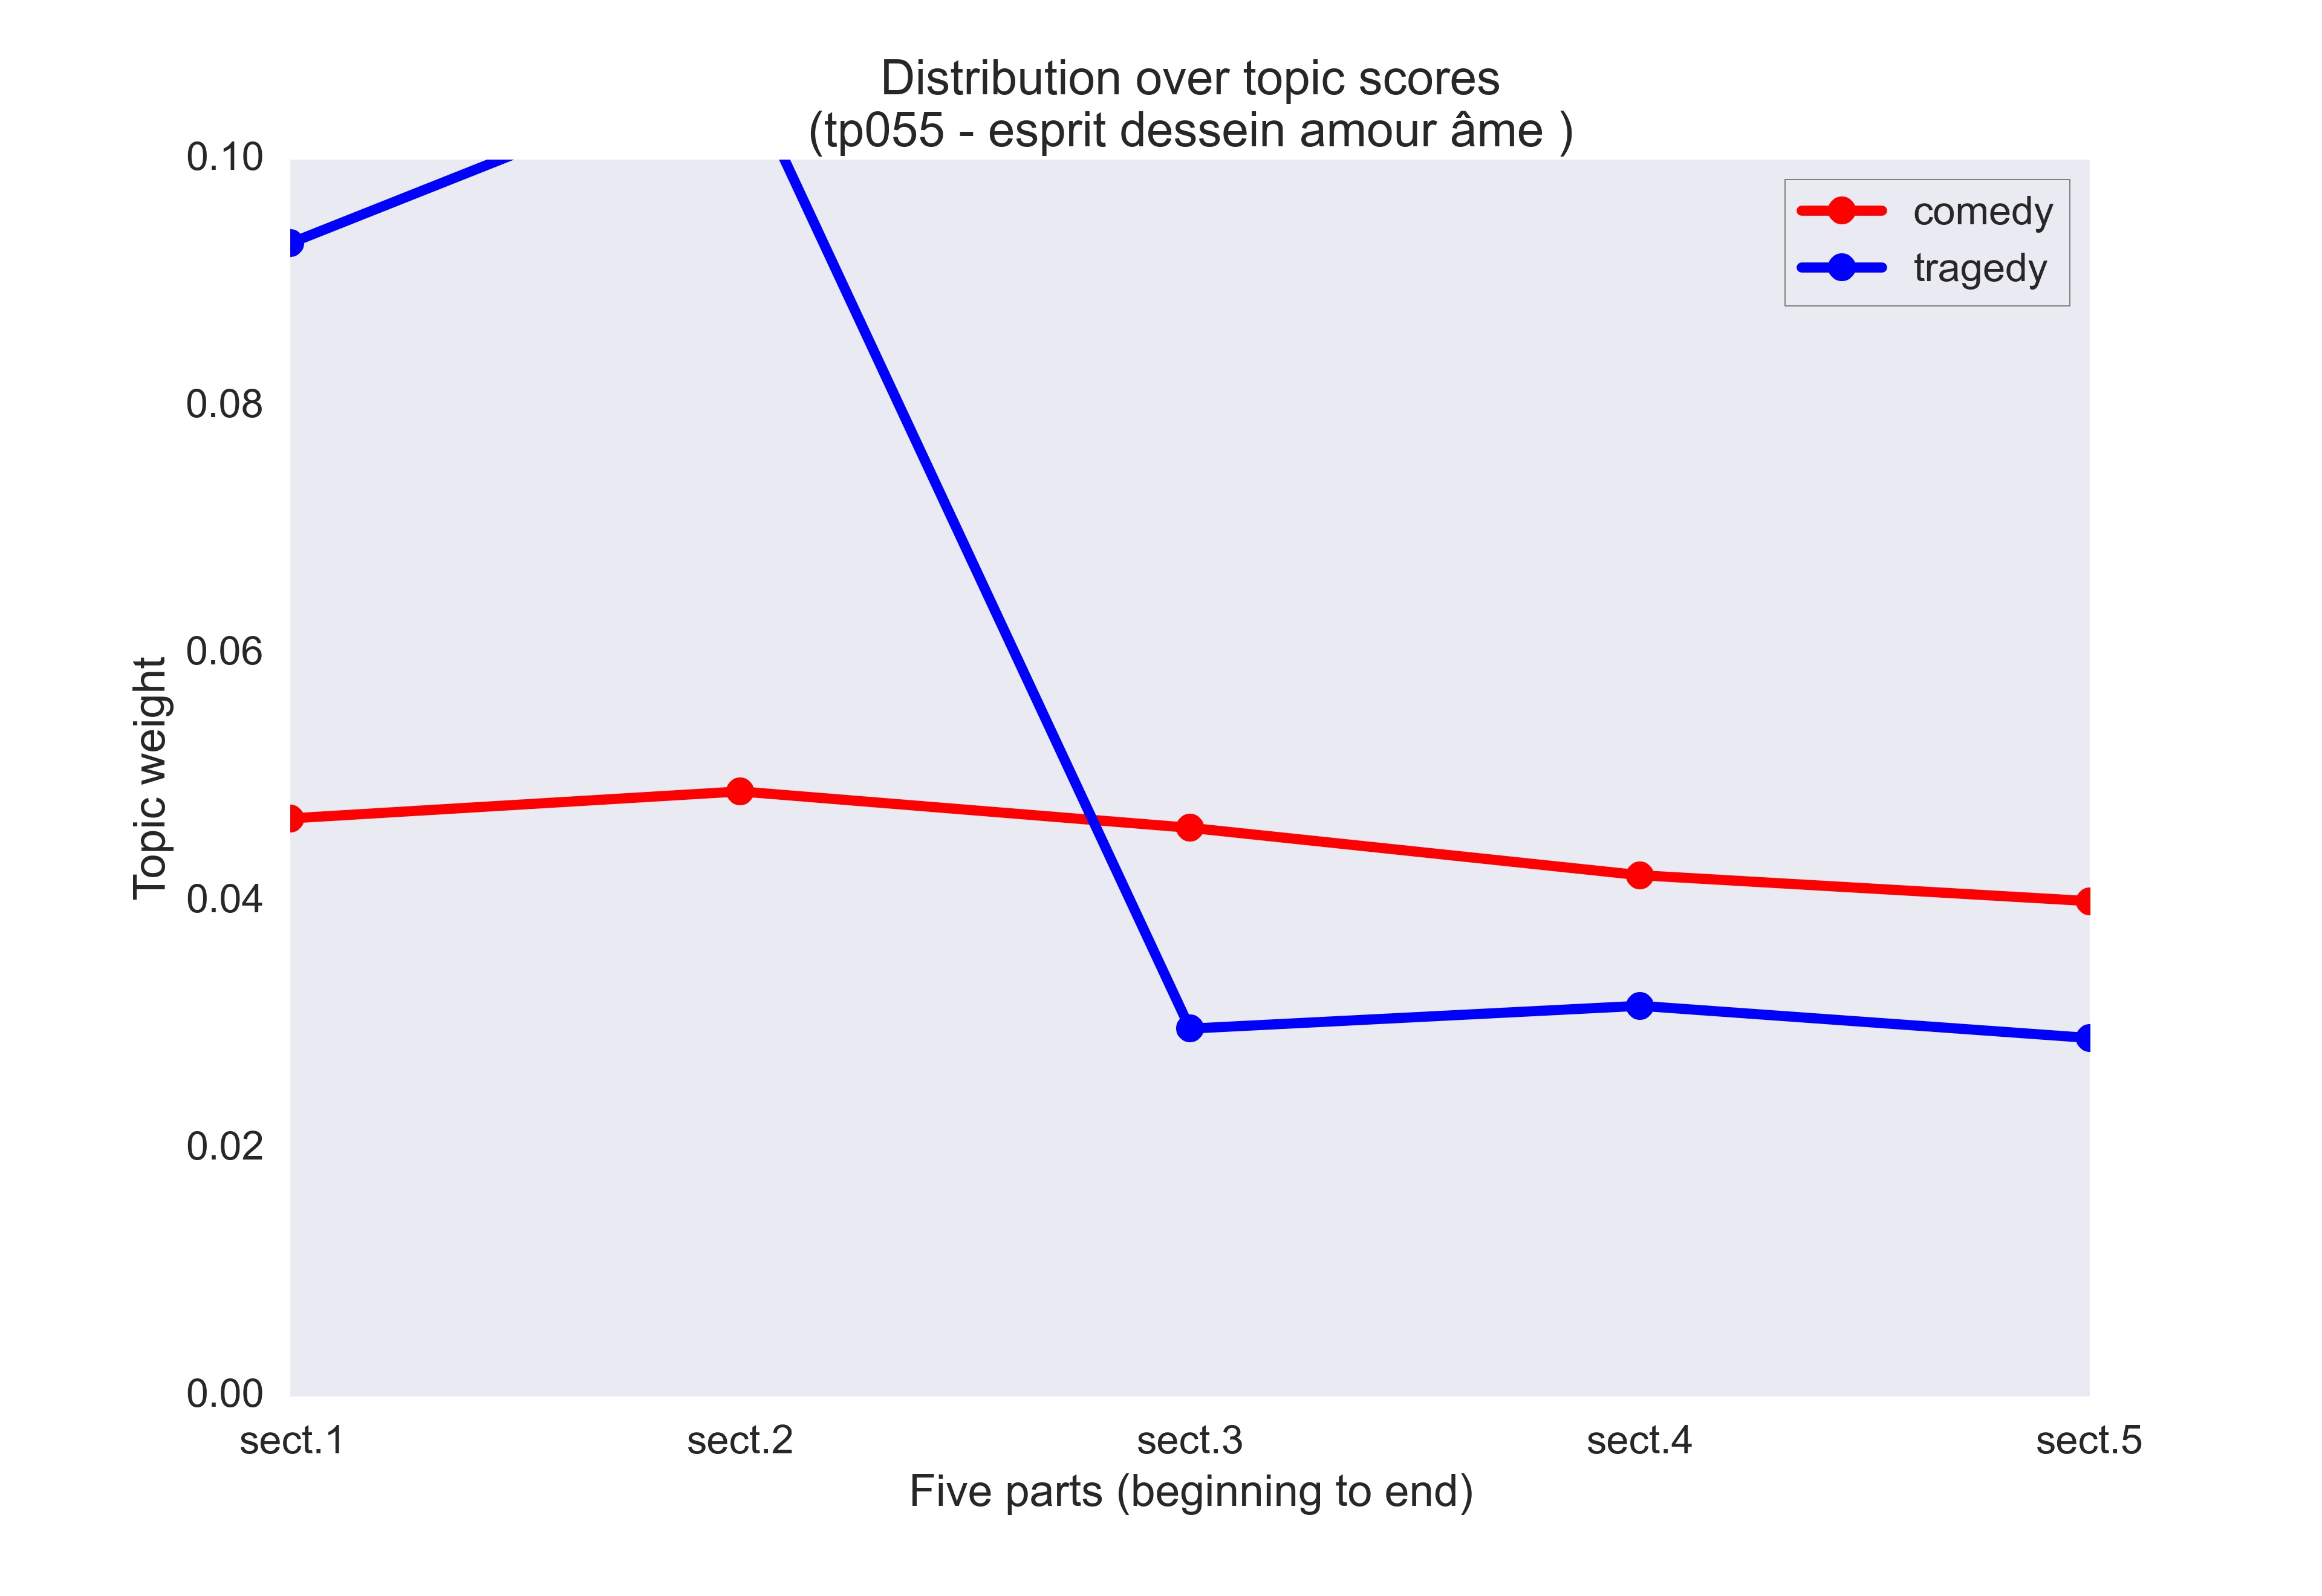 Distribution over topic scores
(tp055 - esprit dessein amour âme )
0.10
0.08
0.06
0.04
0.02
0.00
Topic weight
comedy
tragedy
sect.1
sect.2
sect.3
sect.4
sect.5
Five parts (beginning to end)